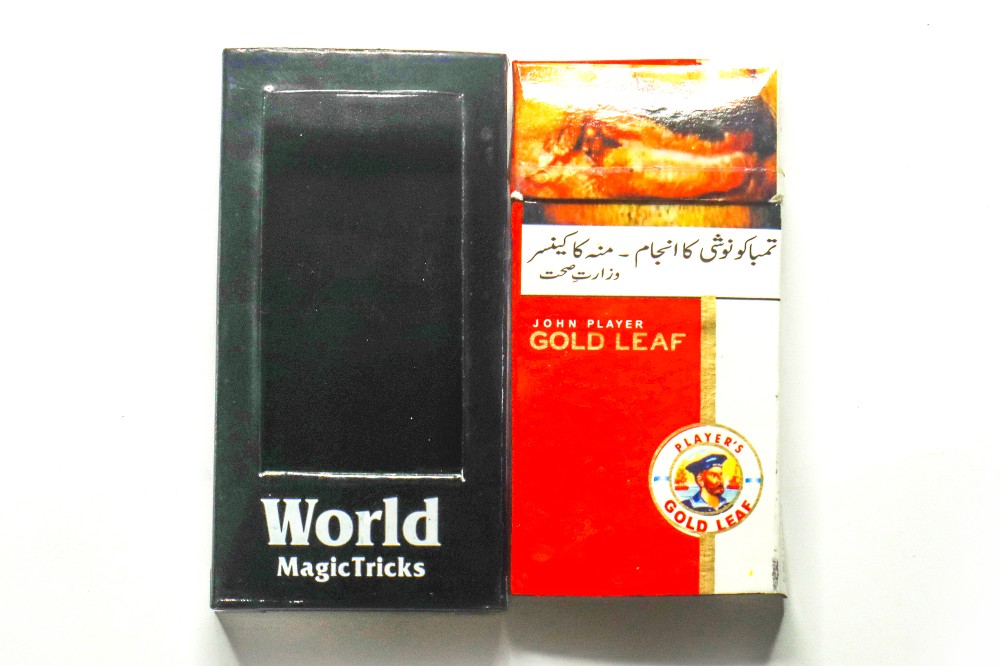 World
MagicTricks
تمباکو نوشی کا انجام ۔ منہ کا کینسر
وزارتِ صحت
JOHN PLAYER
GOLD LEAF
PLAYER'S
GOLD LEAF